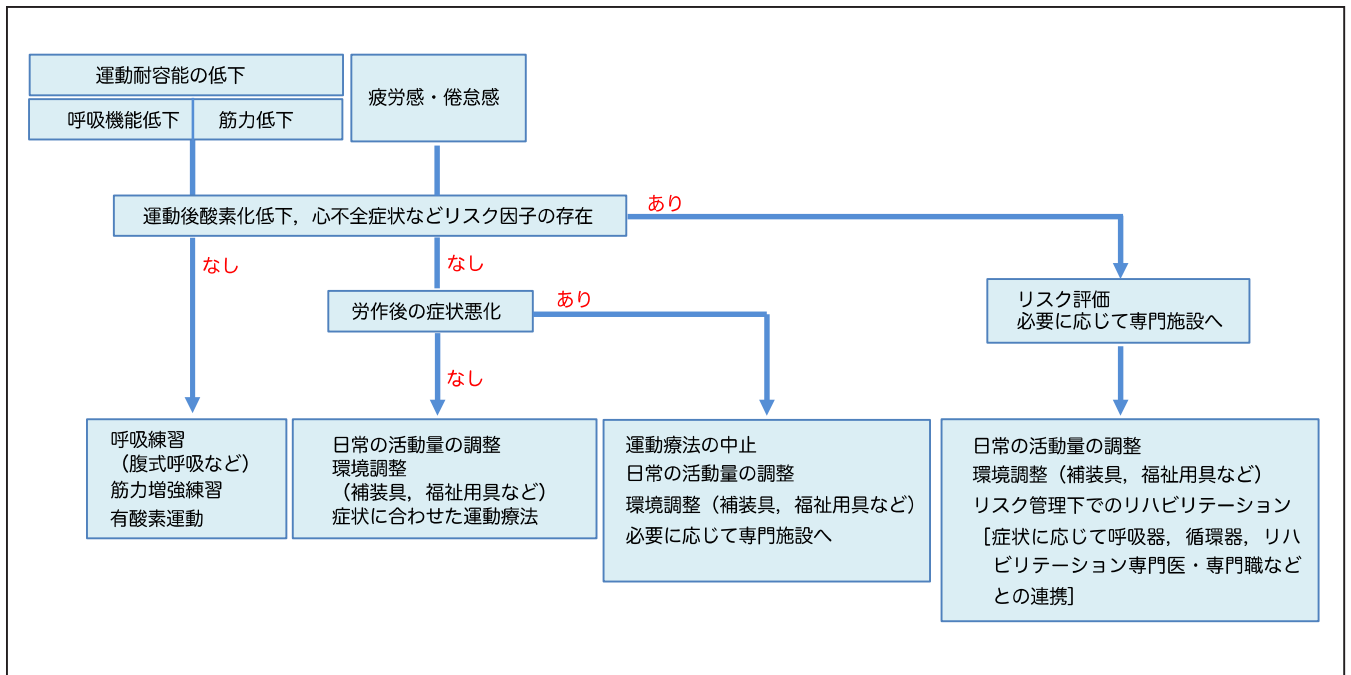 運動耐容能の低下
呼吸機能低下
筋力低下
疲労感・倦怠感
運動後酸素化低下，心不全症状などリスク因子の存在
あり
なし
なし
労作後の症状悪化
あり
リスク評価
必要に応じて専門施設へ
なし
呼吸練習
（腹式呼吸など）
筋力増強練習
有酸素運動
日常の活動量の調整
環境調整
（補装具，福祉用具など）
症状に合わせた運動療法
運動療法の中止
日常の活動量の調整
環境調整（補装具，福祉用具など）
必要に応じて専門施設へ
日常の活動量の調整
環境調整（補装具，福祉用具など）
リスク管理下でのリハビリテーション
［症状に応じて呼吸器，循環器，リハ
ビリテーション専門医・専門職など
との連携］